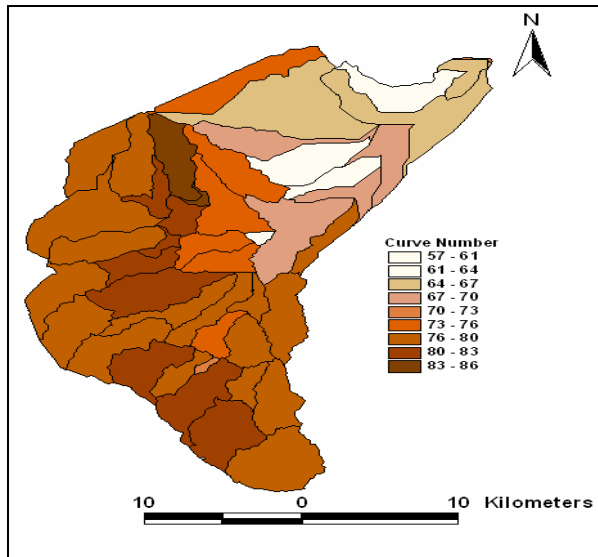 N
Curve Number
57 - 61
61 - 64
64 - 67
67 - 70
70 - 73
73 - 76
76 - 80
80 - 83
83 - 86
10 0 10 Kilometers